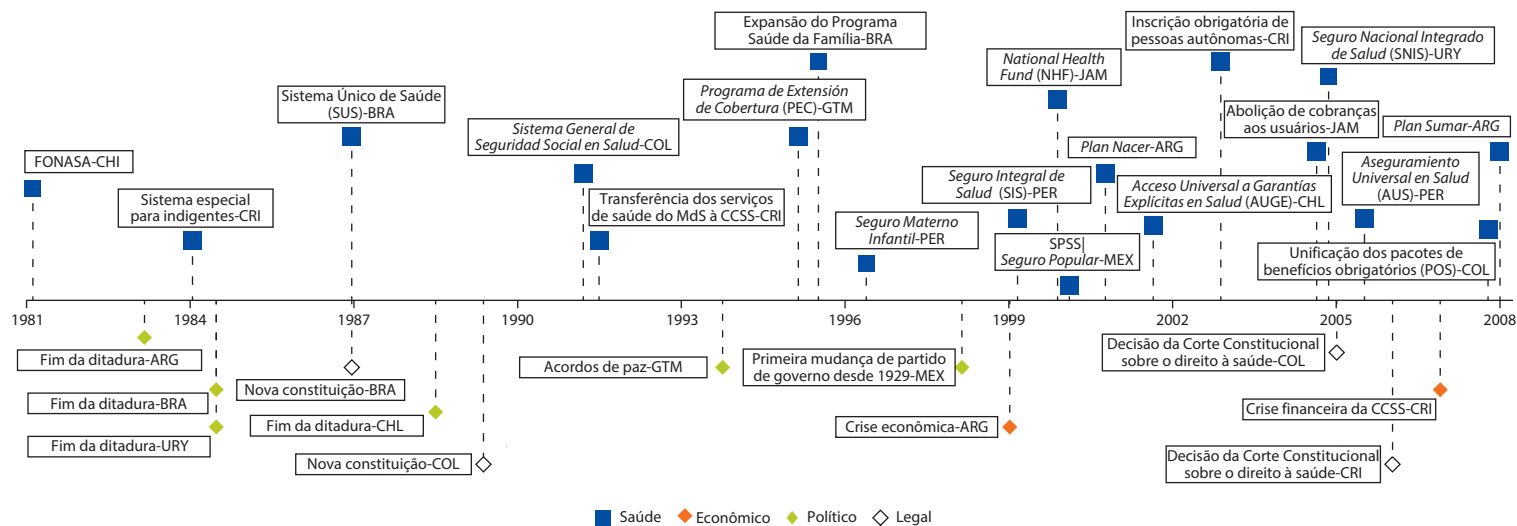 Expansão do Programa
Saúde da Família-BRA
Inscrição obrigatória de
pessoas autônomas-CRI
Seguro Nacional Integrado
de Salud (SNIS)-URY
National Health
Fund (NHF)-JAM
Sistema Único de Saúde
(SUS)-BRA
Programa de Extensión
de Cobertura (PEC)-GTM
Abolição de cobranças
aos usuários-JAM
Plan Sumar-ARG
Sistema General de
Seguridad Social en Salud-COL
Plan Nacer-ARG
FONASA-CHI
Seguro Integral de
Salud (SIS)-PER
Aseguramiento
Universal en Salud
(AUS)-PER
Sistema especial
para indigentes-CRI
Transferência dos serviços
de saúde do MdS à CCSS-CRI
Acceso Universal a Garantías
Explícitas en Salud (AUGE)-CHL
Seguro Materno
Infantil-PER
SPSS|
Seguro Popular-MEX
Unificação dos pacotes de
benefícios obrigatórios (POS)-COL
1981 1984 1987 1990 1993 1996 1999 2002 2005 2008
Fim da ditadura-ARG
Acordos de paz-GTM
Primeira mudança de partido
de governo desde 1929-MEX
Decisão da Corte Constitucional
sobre o direito à saúde-COL
Nova constituição-BRA
Fim da ditadura-BRA
Crise financeira da CCSS-CRI
Fim da ditadura-CHL
Crise econômica-ARG
Fim da ditadura-URY
Nova constituição-COL
Decisão da Corte Constitucional
sobre o direito à saúde-CRI
Saúde Econômico Político Legal